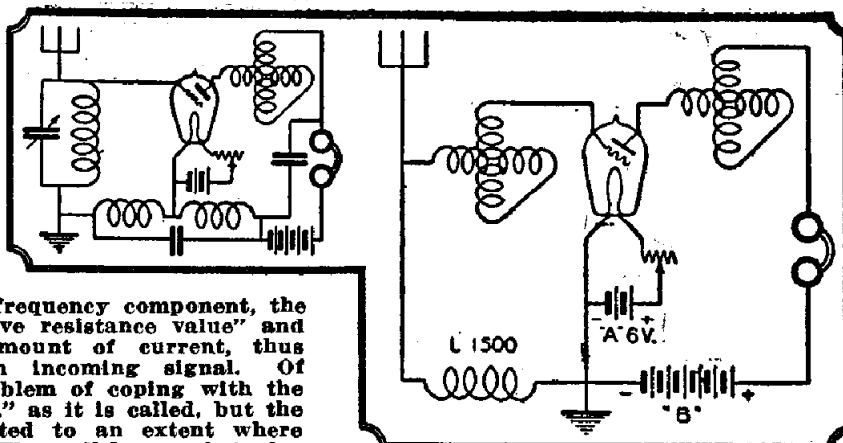 L 1500
- +
"A" 6V.
- +
"B"
frequency component, the
ve resistance value" and
mount of current, thus
n incoming signal. Of
blem of coping with the
," as it is called, but the
ted to an extent where